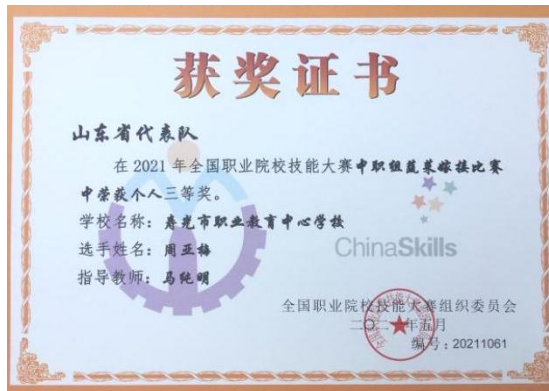 获奖证书
山东省代表队
在 2021 年全国职业院校技能大赛中职组蔬菜嫁接比赛
中荣获个人三等奖。
学校名称：寿光市职业教育中心学校
选手姓名：周亚梅
指导教师：马纯明
ChinaSkills
全国职业院校技能大赛组织委员会
二〇二一年五月
编号：20211061